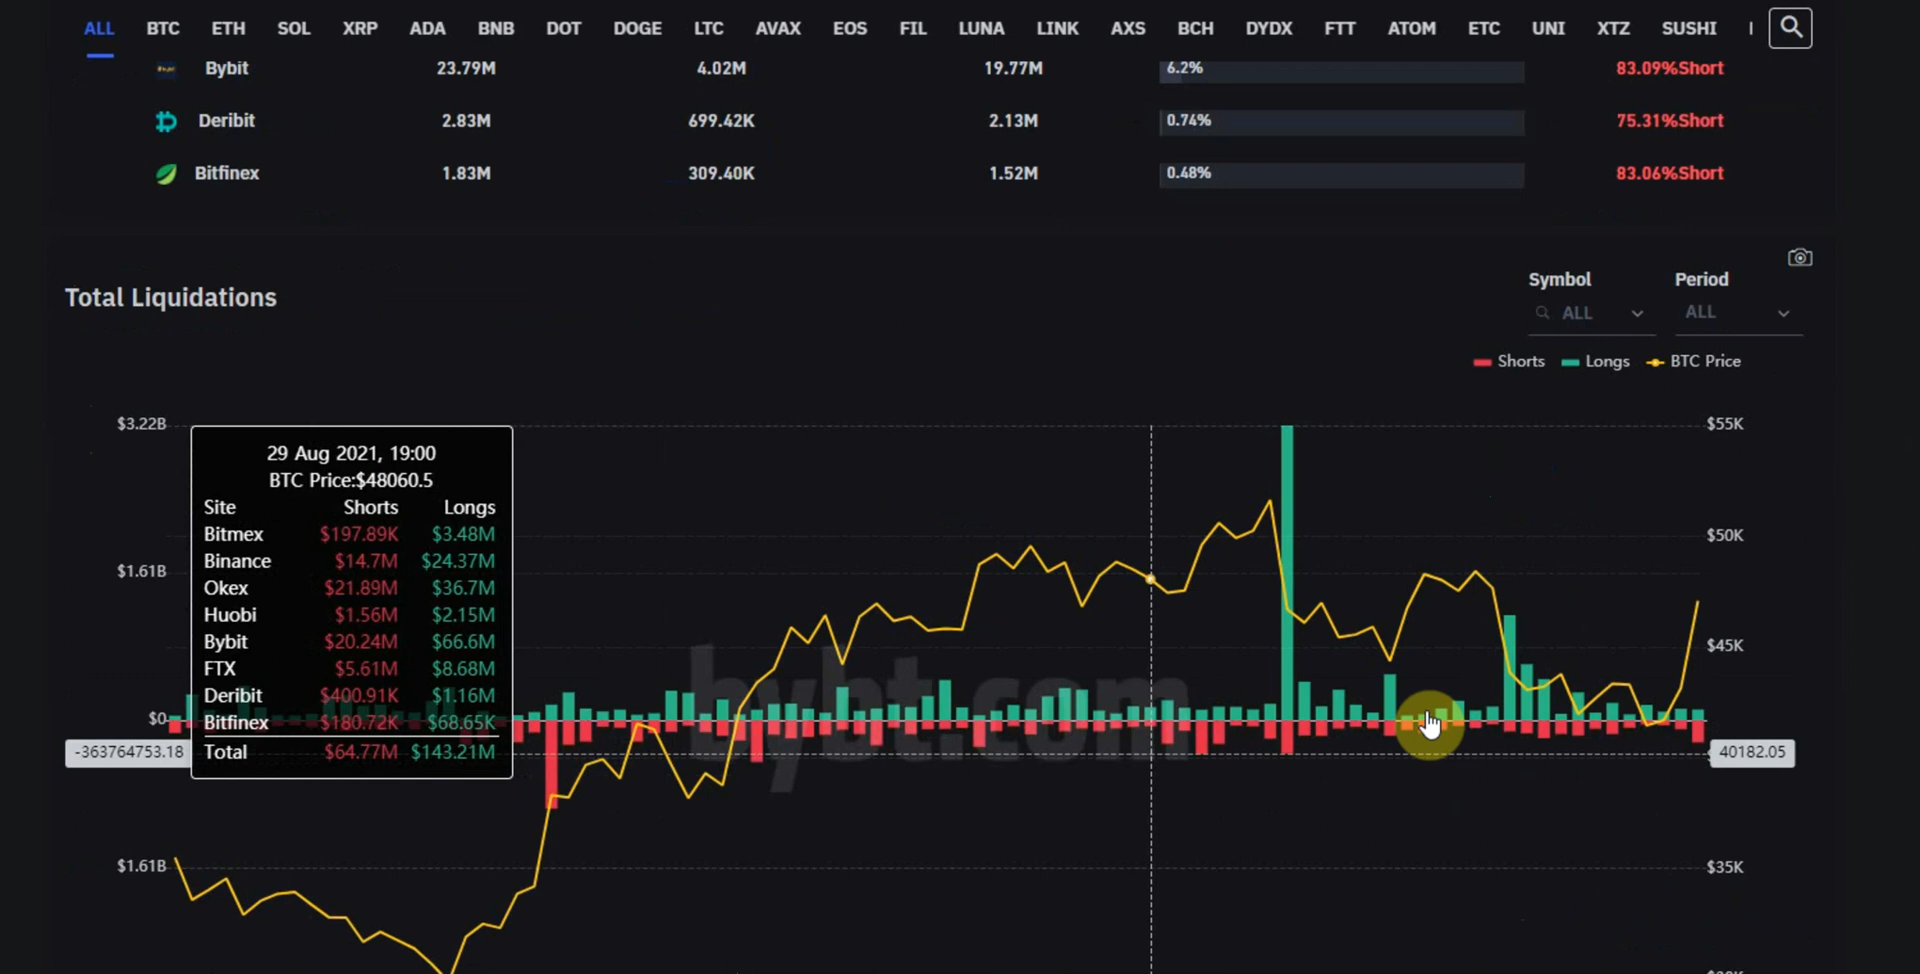 ALL BTC ETH SOL XRP ADA BNB DOT DOGE LTC AVAX EOS FIL LUNA LINK AXS BCH DYDX FTT ATOM ETC UNI XTZ SUSHI
Bybit 23.79M 4.02M 19.77M 6.2% 83.09%Short
Deribit 2.83M 699.42K 2.13M 0.74% 75.31%Short
Bitfinex 1.83M 309.40K 1.52M 0.48% 83.06%Short
Total Liquidations
Symbol Period
ALL ALL
Shorts Longs BTC Price
$3.22B $55K
29 Aug 2021, 19:00
BTC Price:$48060.5
Site Shorts Longs
Bitmex $197.89K $3.48M
$50K
Binance $14.7M $24.37M
$1.61B
Okex $21.89M $36.7M
Huobi $1.56M $2.15M
Bybit $20.24M $66.6M
$45K
FTX $5.61M $8.68M
Deribit $400.91K $1.16M
bybt.com
$0
Bitfinex $180.72K $68.65K
-363764753.18
Total $64.77M $143.21M
40182.05
$1.61B $35K